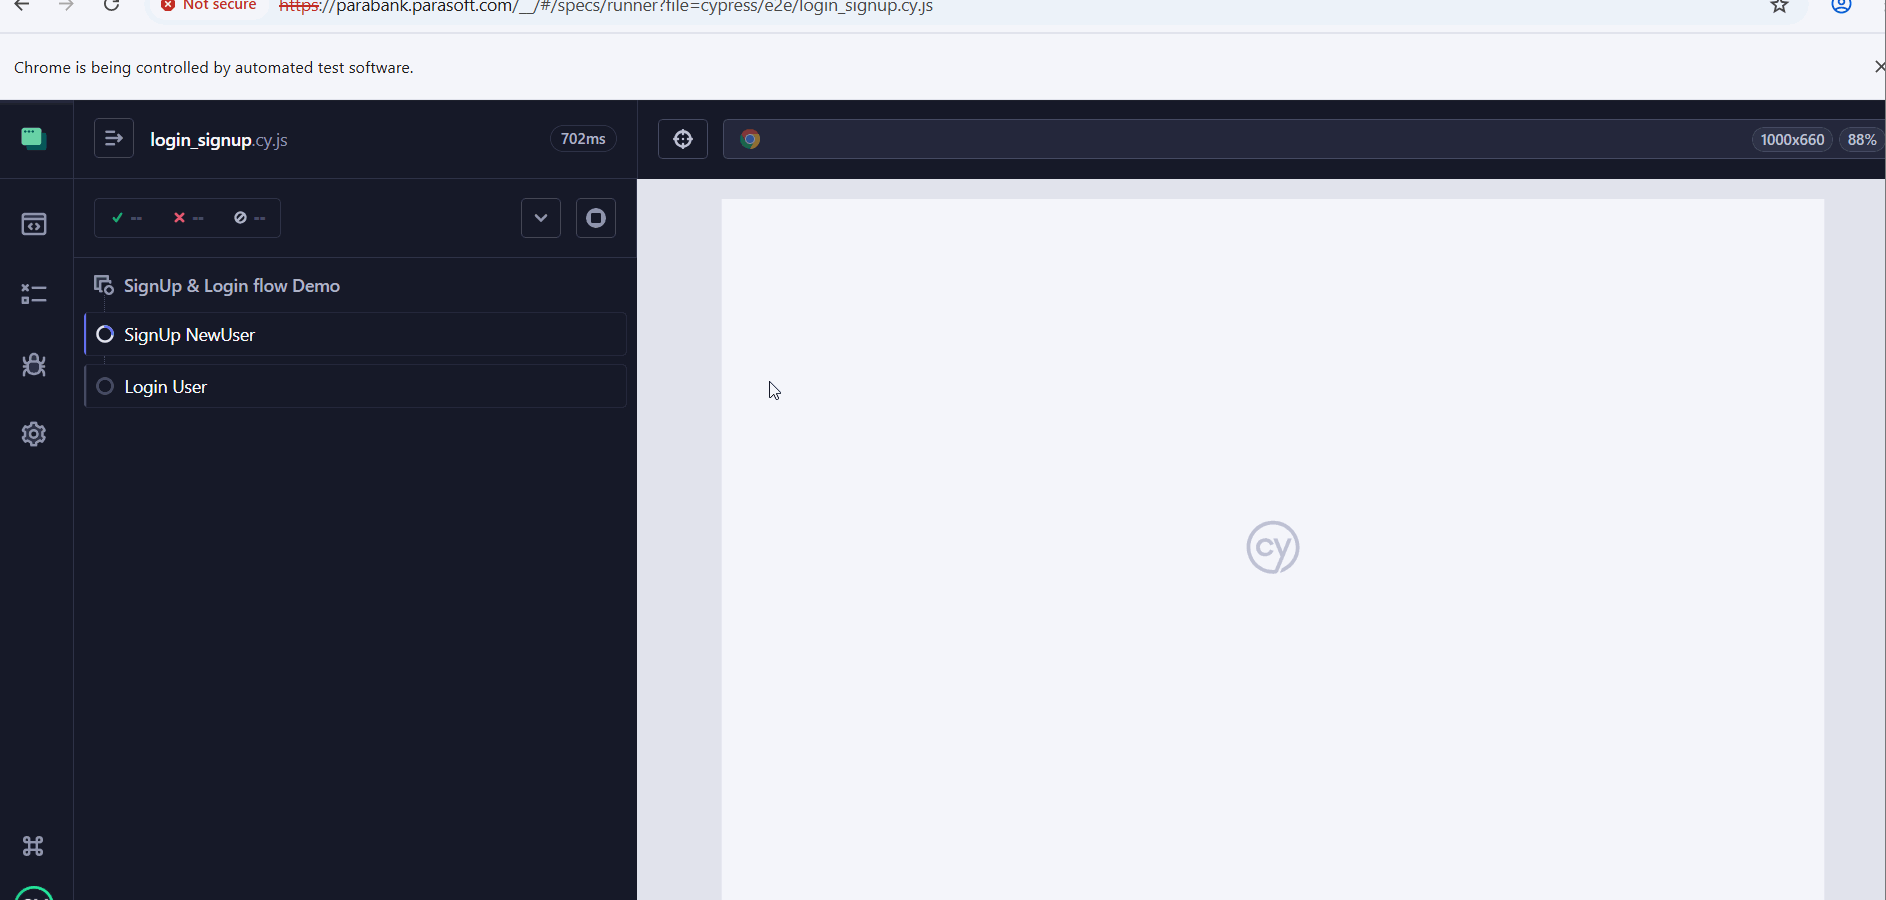 Not secure https://parabank.parasoft.com/__/#/specs/runner?file=cypress/e2e/login_signup.cy.js
Chrome is being controlled by automated test software.
login_signup.cy.js 702ms
1000x660 88%
-- -- --
SignUp & Login flow Demo
SignUp NewUser
Login User
cy